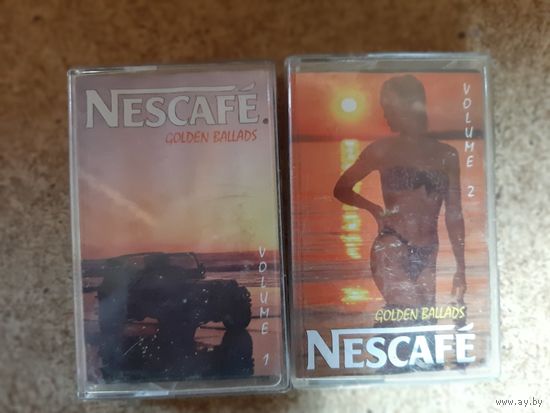 NESCAFÉ®
GOLDEN BALLADS
VOLUME 1
VOLUME 2
GOLDEN BALLADS
NESCAFÉ
www.ay.by